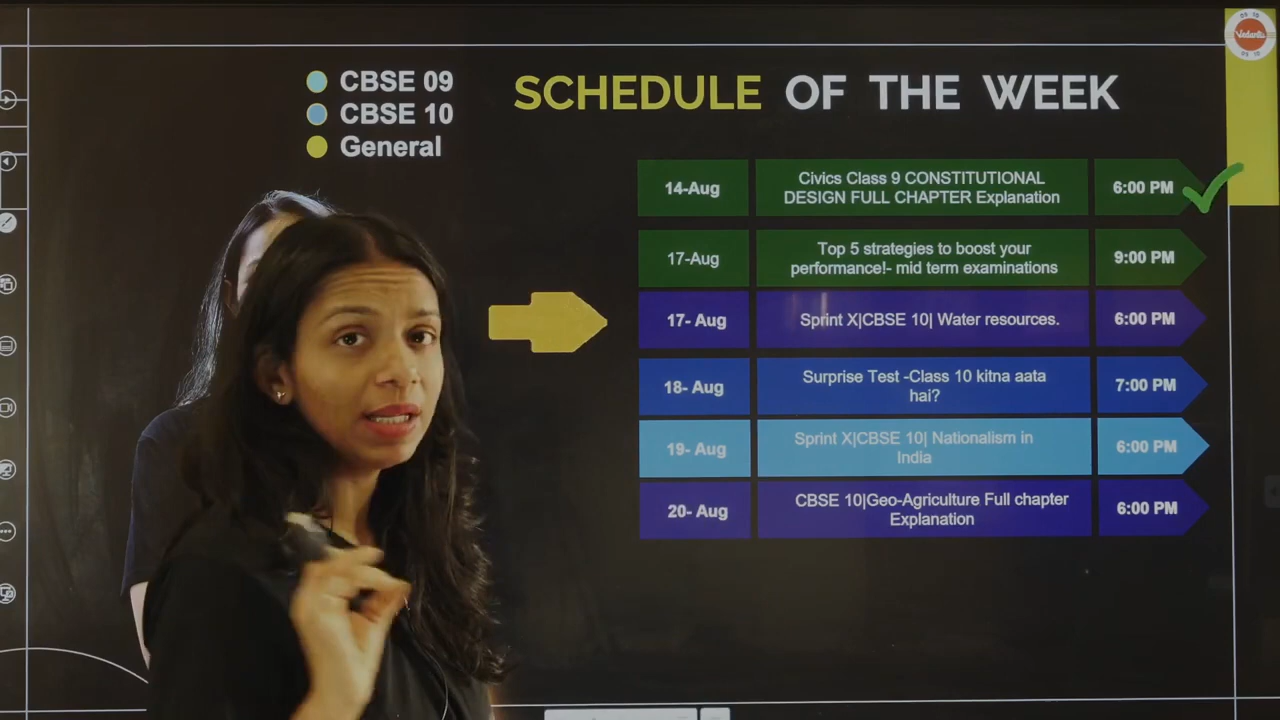 Vedantu
CBSE 09
CBSE 10
General
SCHEDULE OF THE WEEK
14-Aug
Civics Class 9 CONSTITUTIONAL
DESIGN FULL CHAPTER Explanation
6:00 PM
17-Aug
Top 5 strategies to boost your
performance!- mid term examinations
9:00 PM
17- Aug
Sprint X|CBSE 10| Water resources.
6:00 PM
18- Aug
Surprise Test -Class 10 kitna aata
hai?
7:00 PM
19- Aug
Sprint X|CBSE 10| Nationalism in
India
6:00 PM
20- Aug
CBSE 10|Geo-Agriculture Full chapter
Explanation
6:00 PM